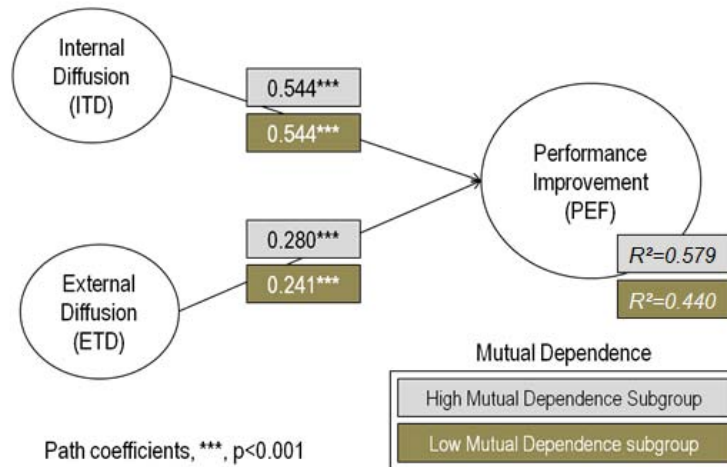 Internal
Diffusion
(ITD)
0.544***
0.544***
Performance
Improvement
(PEF)
0.280***
0.241***
External
Diffusion
(ETD)
R²=0.579
R²=0.440
Mutual Dependence
High Mutual Dependence Subgroup
Low Mutual Dependence subgroup
Path coefficients, ***, p<0.001